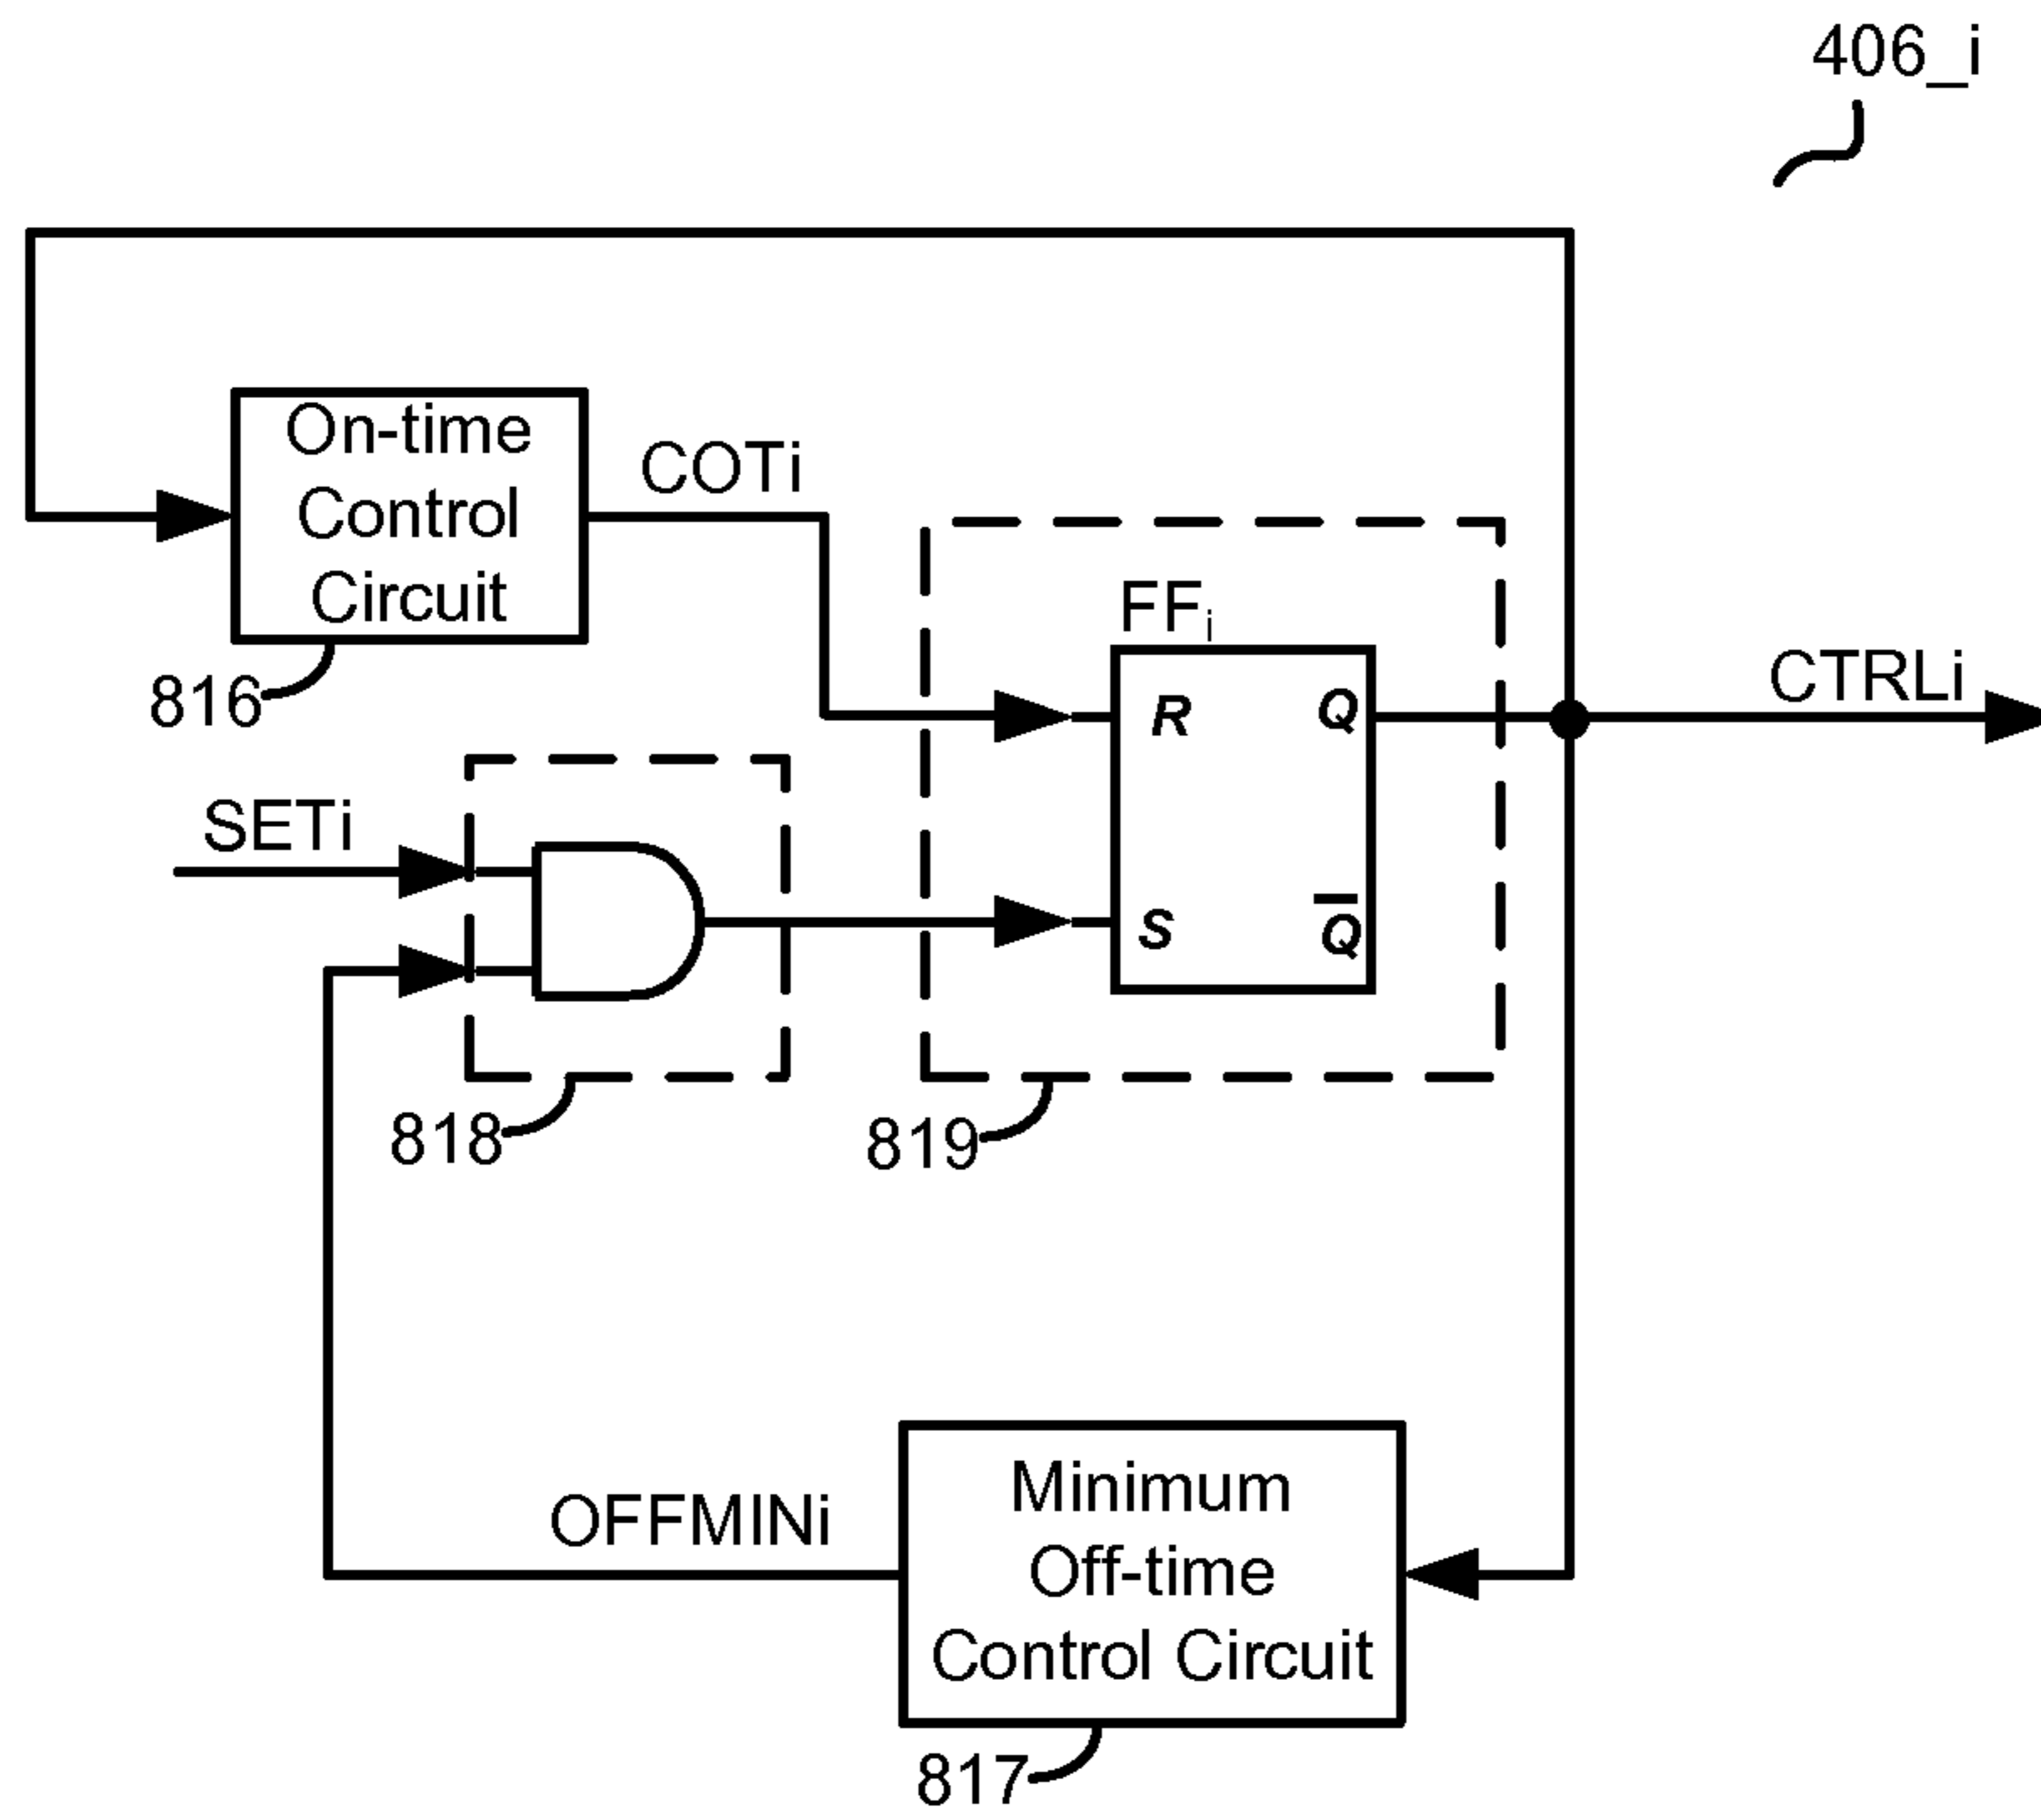 406_i
On-time
Control
Circuit
COTi
816
FFi
R
Q
CTRLi
SETi
S
Q̅
818
819
OFFMINi
Minimum
Off-time
Control Circuit
817